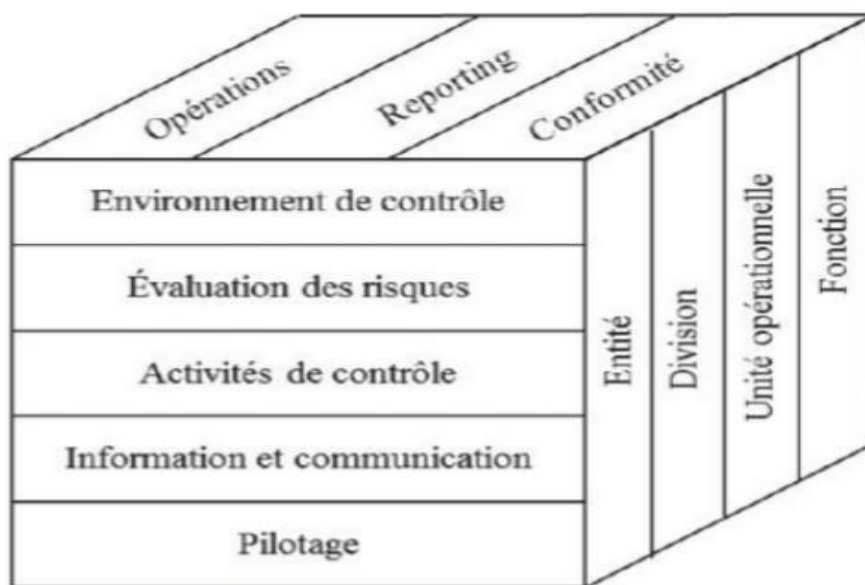 Opérations
Reporting
Conformité
Environnement de contrôle
Évaluation des risques
Activités de contrôle
Information et communication
Pilotage
Entité
Division
Unité opérationnelle
Fonction